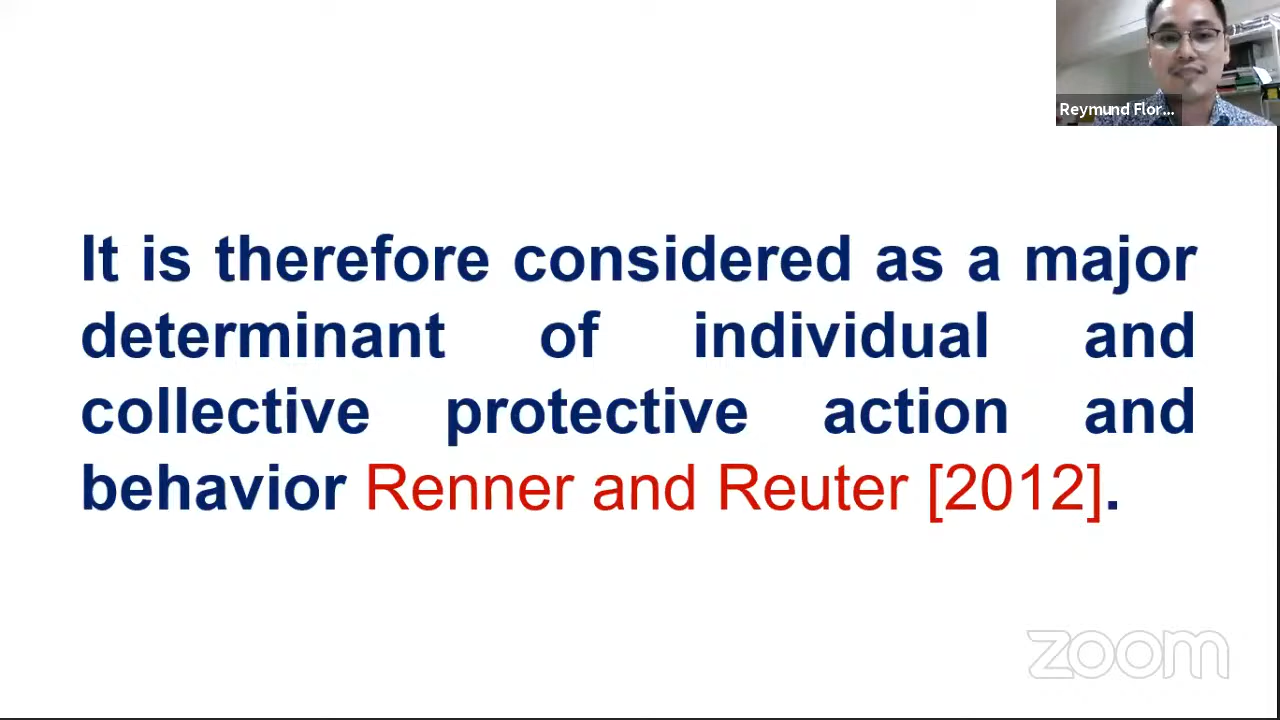 Reymund Flor...
It is therefore considered as a major
determinant of individual and
collective protective action and
behavior Renner and Reuter [2012].
zoom